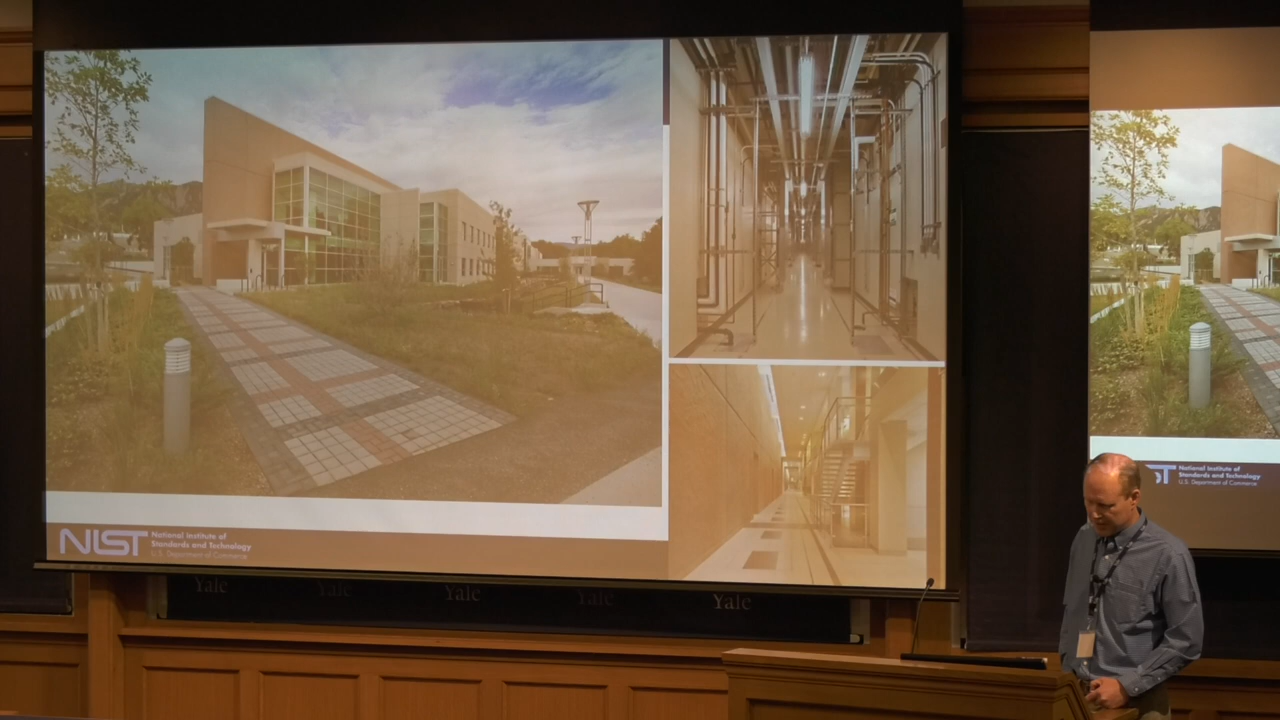 NIST
National Institute of
Standards and Technology
U.S. Department of Commerce
ST
National Institute of
Standards and Technology
U.S. Department of Commerce
Yale
Yale
Yale
Yale
Yale